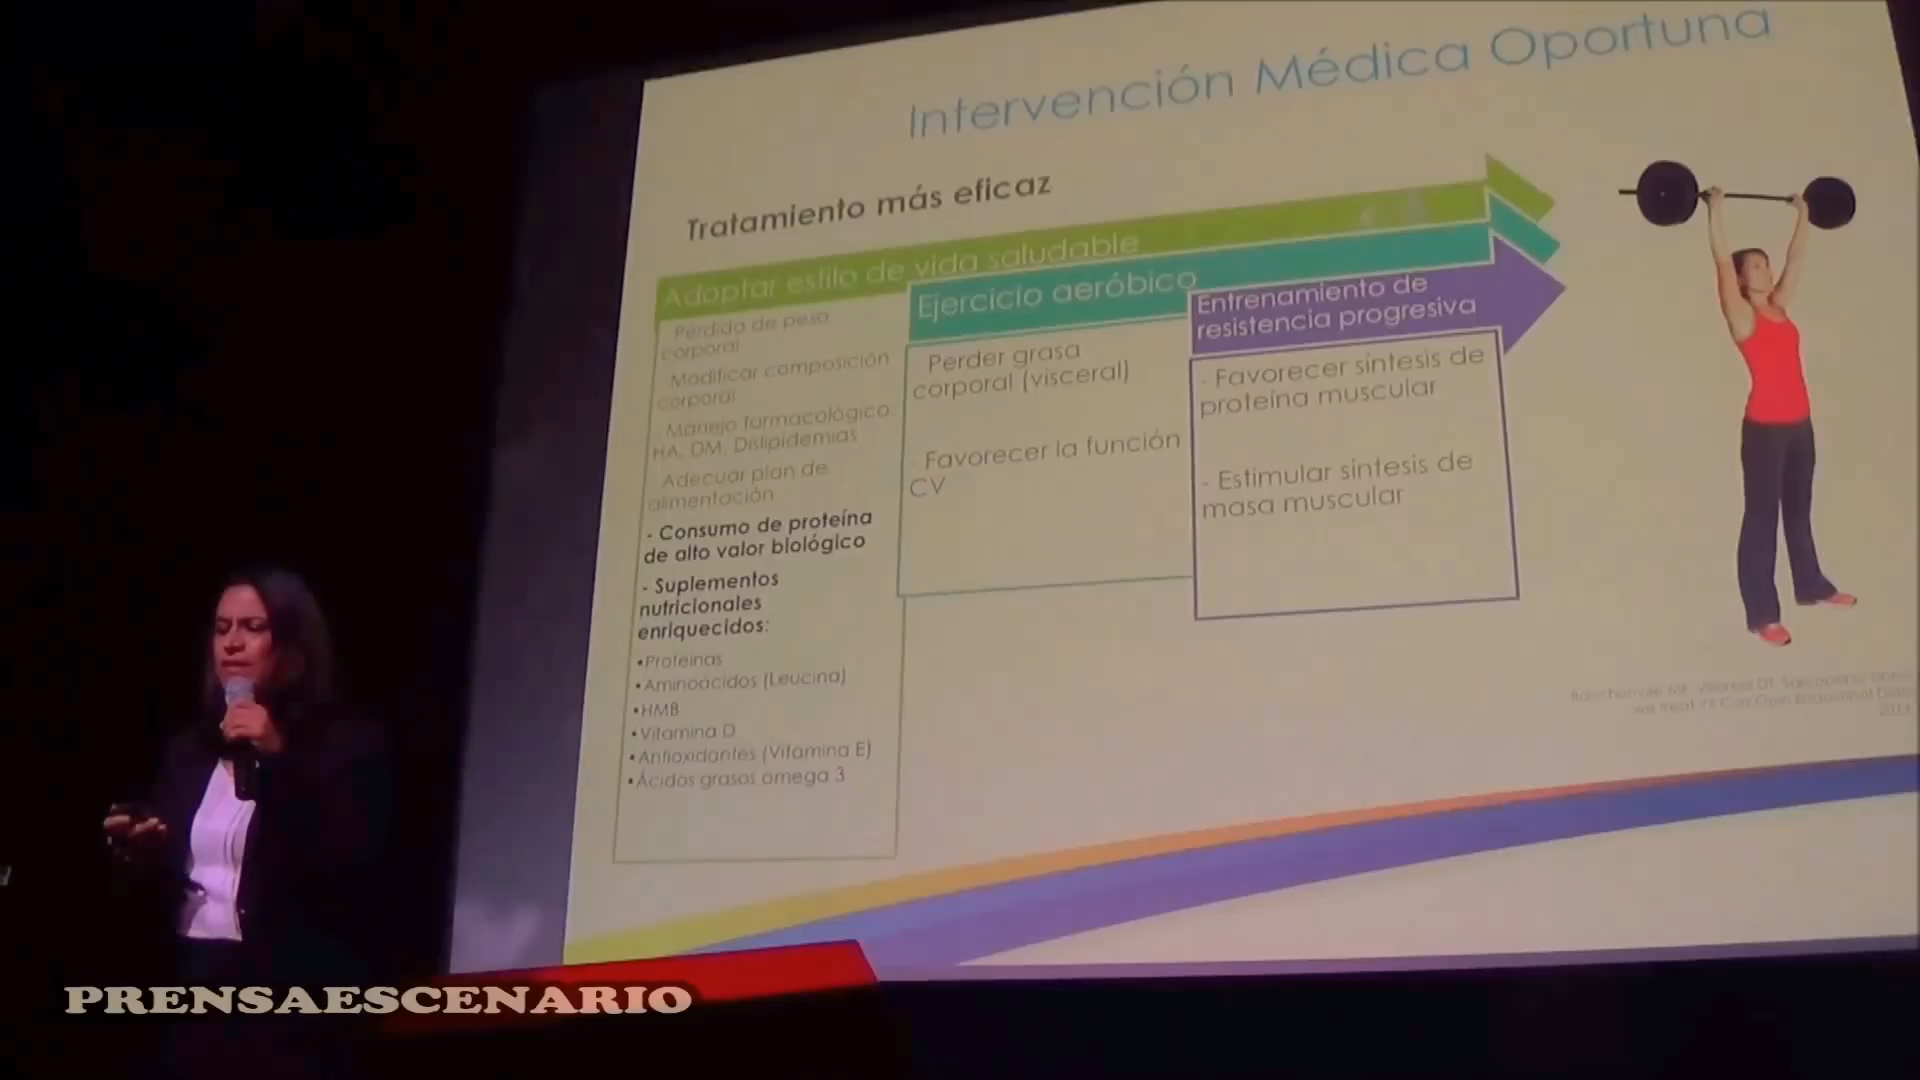 Intervención Médica Oportuna
Tratamiento más eficaz
Adoptar estilo de vida saludable
Pérdida de peso
corporal
Modificar composición
corporal
Manejo farmacológico
HA, DM, Dislipidemias
Adecuar plan de
alimentación
- Consumo de proteína
de alto valor biológico
- Suplementos
nutricionales
enriquecidos:
•Proteínas
•Aminoácidos (Leucina)
•HMB
•Vitamina D
•Antioxidantes (Vitamina E)
•Ácidos grasos omega 3
Ejercicio aeróbico
Perder grasa
corporal (visceral)
Favorecer la función
CV
Entrenamiento de
resistencia progresiva
- Favorecer síntesis de
proteína muscular
- Estimular síntesis de
masa muscular
PRENSAESCENARIO